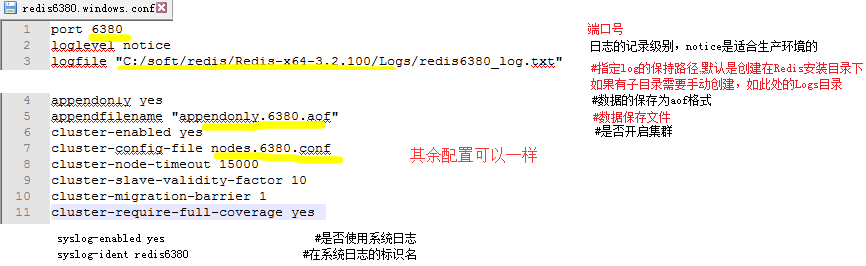 redis6380.windows.conf
1 port 6380 端口号
2 loglevel notice 日志的记录级别，notice是适合生产环境的
3 logfile "C:/soft/redis/Redis-x64-3.2.100/Logs/redis6380_log.txt" #指定log的保持路径,默认是创建在Redis安装目录下
如果有子目录需要手动创建，如此处的Logs目录
4 appendonly yes #数据的保存为aof格式
5 appendfilename "appendonly.6380.aof" #数据保存文件
6 cluster-enabled yes #是否开启集群
7 cluster-config-file nodes.6380.conf 其余配置可以一样
8 cluster-node-timeout 15000
9 cluster-slave-validity-factor 10
10 cluster-migration-barrier 1
11 cluster-require-full-coverage yes
syslog-enabled yes #是否使用系统日志
syslog-ident redis6380 #在系统日志的标识名